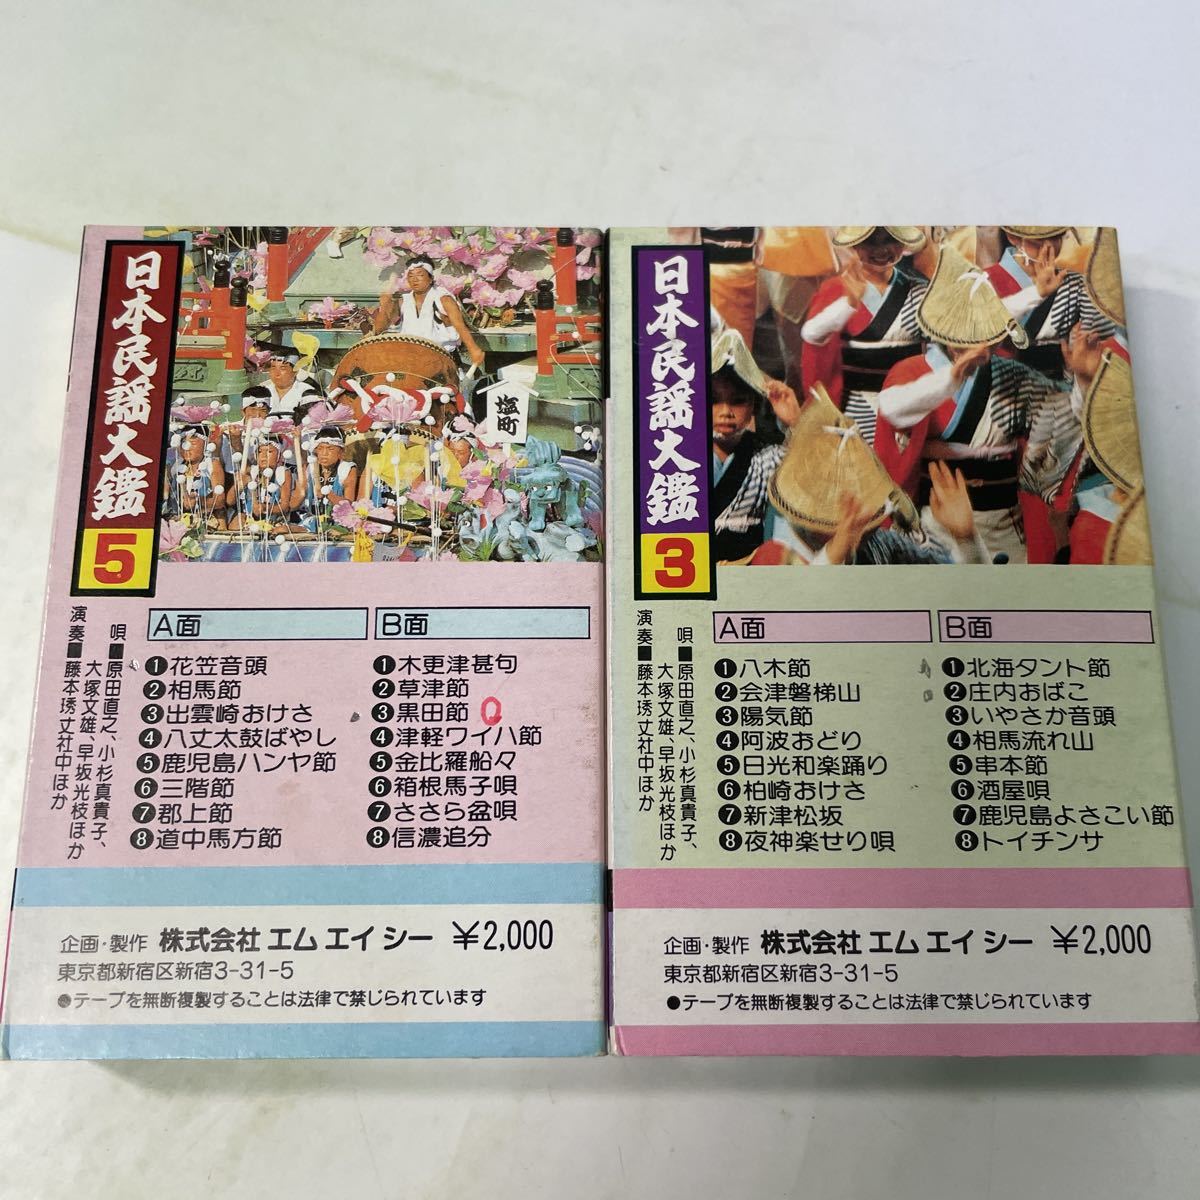 日本民謡大鑑
5
塩町
唄■原田直之、小杉真貴子、
大塚文雄、早坂光枝ほか
演奏■藤本琇丈社中ほか
A面
❶花笠音頭
❷相馬節
❸出雲崎おけさ
❹八丈太鼓ばやし
❺鹿児島ハンヤ節
❻三階節
❼郡上節
❽道中馬方節
B面
❶木更津甚句
❷草津節
❸黒田節
❹津軽ワイハ節
❺金比羅船々
❻箱根馬子唄
❼ささら盆唄
❽信濃追分
企画・製作 株式会社エムエイシー ¥2,000
東京都新宿区新宿3-31-5
●テープを無断複製することは法律で禁じられています
日本民謡大鑑
3
唄■原田直之、小杉真貴子、
大塚文雄、早坂光枝ほか
演奏■藤本琇丈社中ほか
A面
❶八木節
❷会津磐梯山
❸陽気節
❹阿波おどり
❺日光和楽踊り
❻柏崎おけさ
❼新津松坂
❽夜神楽せり唄
B面
❶北海タント節
❷庄内おばこ
❸いやさか音頭
❹相馬流れ山
❺串本節
❻酒屋唄
❼鹿児島よさこい節
❽トイチンサ
企画・製作 株式会社エムエイシー ¥2,000
東京都新宿区新宿3-31-5
●テープを無断複製することは法律で禁じられています